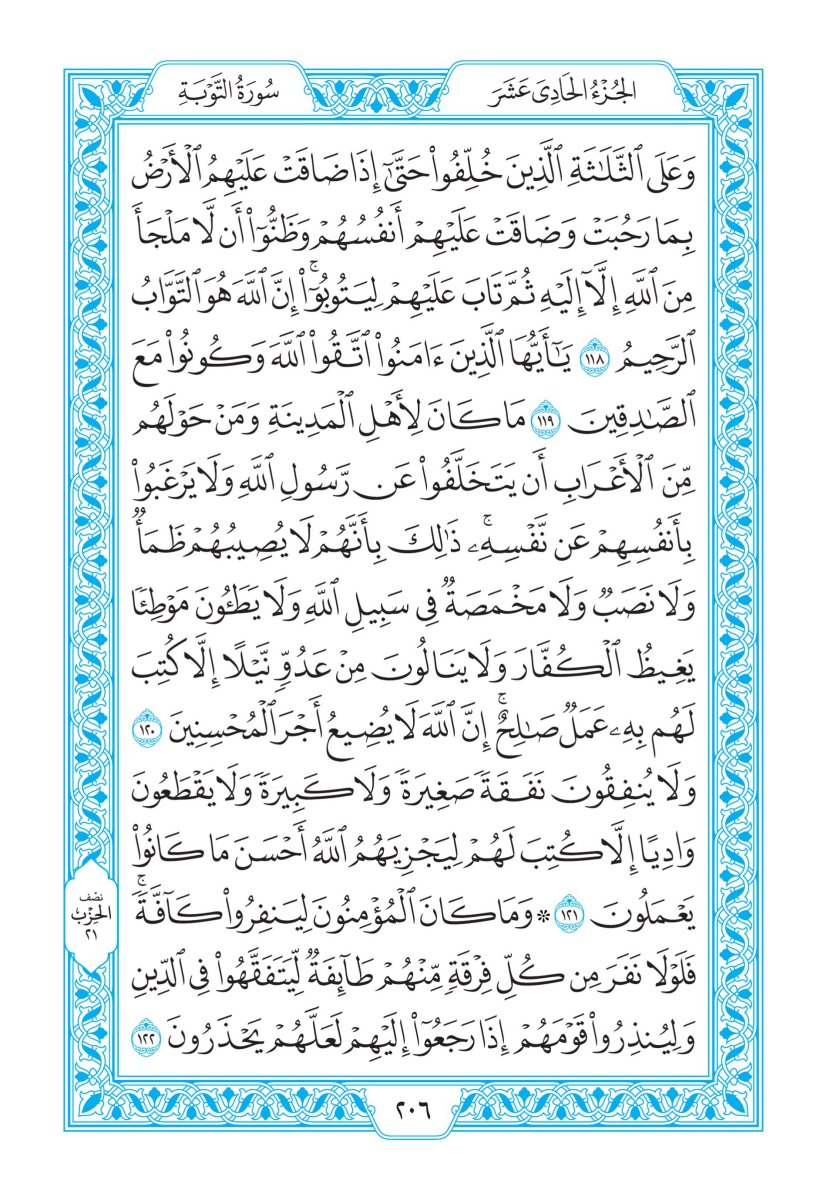 الجُزْءُ الحَادِىَ عَشَرَ
سُورَةُ التَّوْبَةِ
وَعَلَى ٱلثَّلَٰثَةِ ٱلَّذِينَ خُلِّفُوا۟ حَتَّىٰٓ إِذَا ضَاقَتْ عَلَيْهِمُ ٱلْأَرْضُ
بِمَا رَحُبَتْ وَضَاقَتْ عَلَيْهِمْ أَنفُسُهُمْ وَظَنُّوٓا۟ أَن لَّا مَلْجَأَ
مِنَ ٱللَّهِ إِلَّآ إِلَيْهِ ثُمَّ تَابَ عَلَيْهِمْ لِيَتُوبُوٓا۟ ۚ إِنَّ ٱللَّهَ هُوَ ٱلتَّوَّابُ
ٱلرَّحِيمُ ١١٨ يَٰٓأَيُّهَا ٱلَّذِينَ ءَامَنُوا۟ ٱتَّقُوا۟ ٱللَّهَ وَكُونُوا۟ مَعَ
ٱلصَّٰدِقِينَ ١١٩ مَا كَانَ لِأَهْلِ ٱلْمَدِينَةِ وَمَنْ حَوْلَهُم
مِّنَ ٱلْأَعْرَابِ أَن يَتَخَلَّفُوا۟ عَن رَّسُولِ ٱللَّهِ وَلَا يَرْغَبُوا۟
بِأَنفُسِهِمْ عَن نَّفْسِهِۦ ۚ ذَٰلِكَ بِأَنَّهُمْ لَا يُصِيبُهُمْ ظَمَأٌ
وَلَا نَصَبٌ وَلَا مَخْمَصَةٌ فِى سَبِيلِ ٱللَّهِ وَلَا يَطَـُٔونَ مَوْطِئًا
يَغِيظُ ٱلْكُفَّارَ وَلَا يَنَالُونَ مِنْ عَدُوٍّ نَّيْلًا إِلَّا كُتِبَ
لَهُم بِهِۦ عَمَلٌ صَٰلِحٌ ۚ إِنَّ ٱللَّهَ لَا يُضِيعُ أَجْرَ ٱلْمُحْسِنِينَ ١٢٠
وَلَا يُنفِقُونَ نَفَقَةً صَغِيرَةً وَلَا كَبِيرَةً وَلَا يَقْطَعُونَ
وَادِيًا إِلَّا كُتِبَ لَهُمْ لِيَجْزِيَهُمُ ٱللَّهُ أَحْسَنَ مَا كَانُوا۟
يَعْمَلُونَ ١٢١ * وَمَا كَانَ ٱلْمُؤْمِنُونَ لِيَنفِرُوا۟ كَآفَّةً ۚ
فَلَوْلَا نَفَرَ مِن كُلِّ فِرْقَةٍ مِّنْهُمْ طَآئِفَةٌ لِّيَتَفَقَّهُوا۟ فِى ٱلدِّينِ
وَلِيُنذِرُوا۟ قَوْمَهُمْ إِذَا رَجَعُوٓا۟ إِلَيْهِمْ لَعَلَّهُمْ يَحْذَرُونَ ١٢٢
نصف
الحِزْب
٢١
٢٠٦